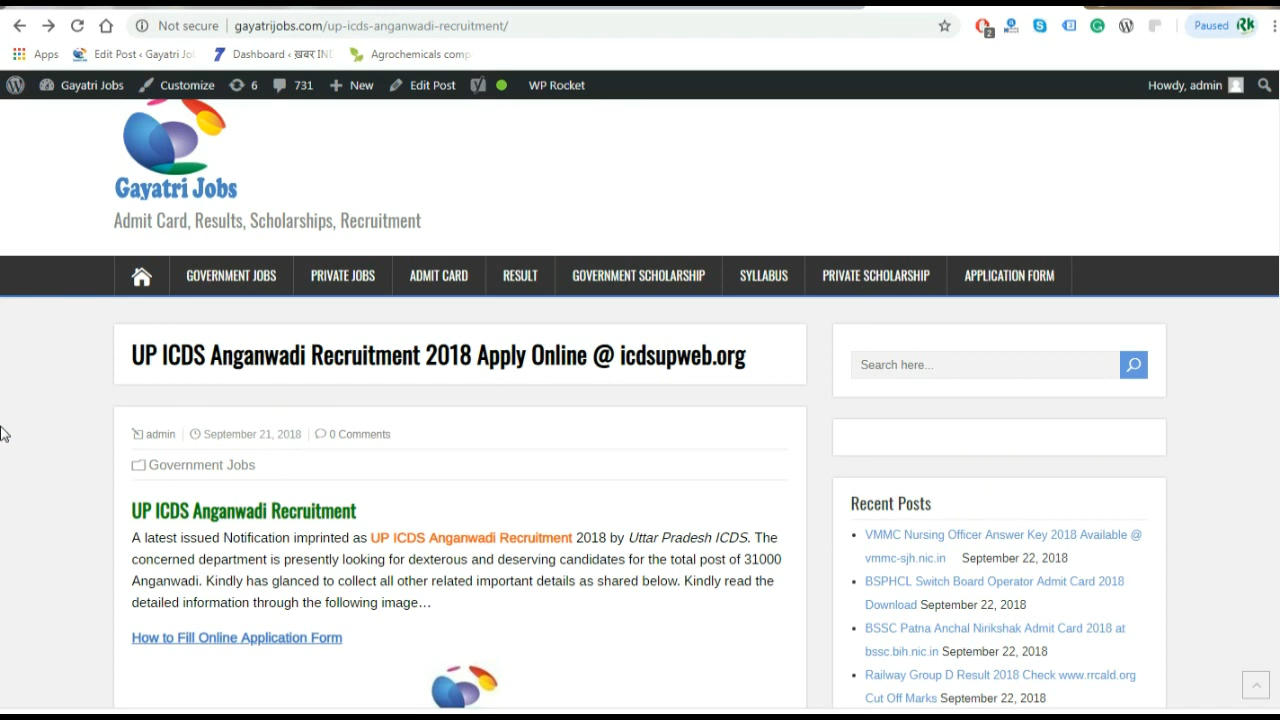 Not secure | gayatrijobs.com/up-icds-anganwadi-recruitment/
2
Paused
RK
Apps
Edit Post ‹ Gayatri Jo
Dashboard ‹ ख़बर IN
Agrochemicals comp
Gayatri Jobs
Customize
6
731
New
Edit Post
WP Rocket
Howdy, admin
Gayatri Jobs
Admit Card, Results, Scholarships, Recruitment
GOVERNMENT JOBS
PRIVATE JOBS
ADMIT CARD
RESULT
GOVERNMENT SCHOLARSHIP
SYLLABUS
PRIVATE SCHOLARSHIP
APPLICATION FORM
UP ICDS Anganwadi Recruitment 2018 Apply Online @ icdsupweb.org
admin
September 21, 2018
0 Comments
Government Jobs
UP ICDS Anganwadi Recruitment
A latest issued Notification imprinted as UP ICDS Anganwadi Recruitment 2018 by Uttar Pradesh ICDS. The
concerned department is presently looking for dexterous and deserving candidates for the total post of 31000
Anganwadi. Kindly has glanced to collect all other related important details as shared below. Kindly read the
detailed information through the following image…
How to Fill Online Application Form
Search here...
Recent Posts
VMMC Nursing Officer Answer Key 2018 Available @
vmmc-sjh.nic.in September 22, 2018
BSPHCL Switch Board Operator Admit Card 2018
Download September 22, 2018
BSSC Patna Anchal Nirikshak Admit Card 2018 at
bssc.bih.nic.in September 22, 2018
Railway Group D Result 2018 Check www.rrcald.org
Cut Off Marks September 22, 2018